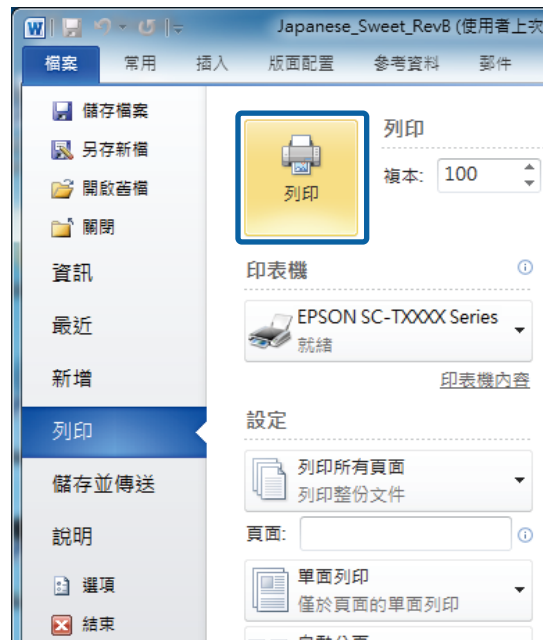 Japanese_Sweet_RevB (使用者上次
檔案 常用 插入 版面配置 參考資料 郵件
儲存檔案
另存新檔
開啟舊檔
關閉
資訊
最近
新增
列印
儲存並傳送
說明
選項
結束
列印
列印
複本: 100
印表機
EPSON SC-TXXXX Series
就緒
印表機內容
設定
列印所有頁面
列印整份文件
頁面:
單面列印
僅於頁面的單面列印